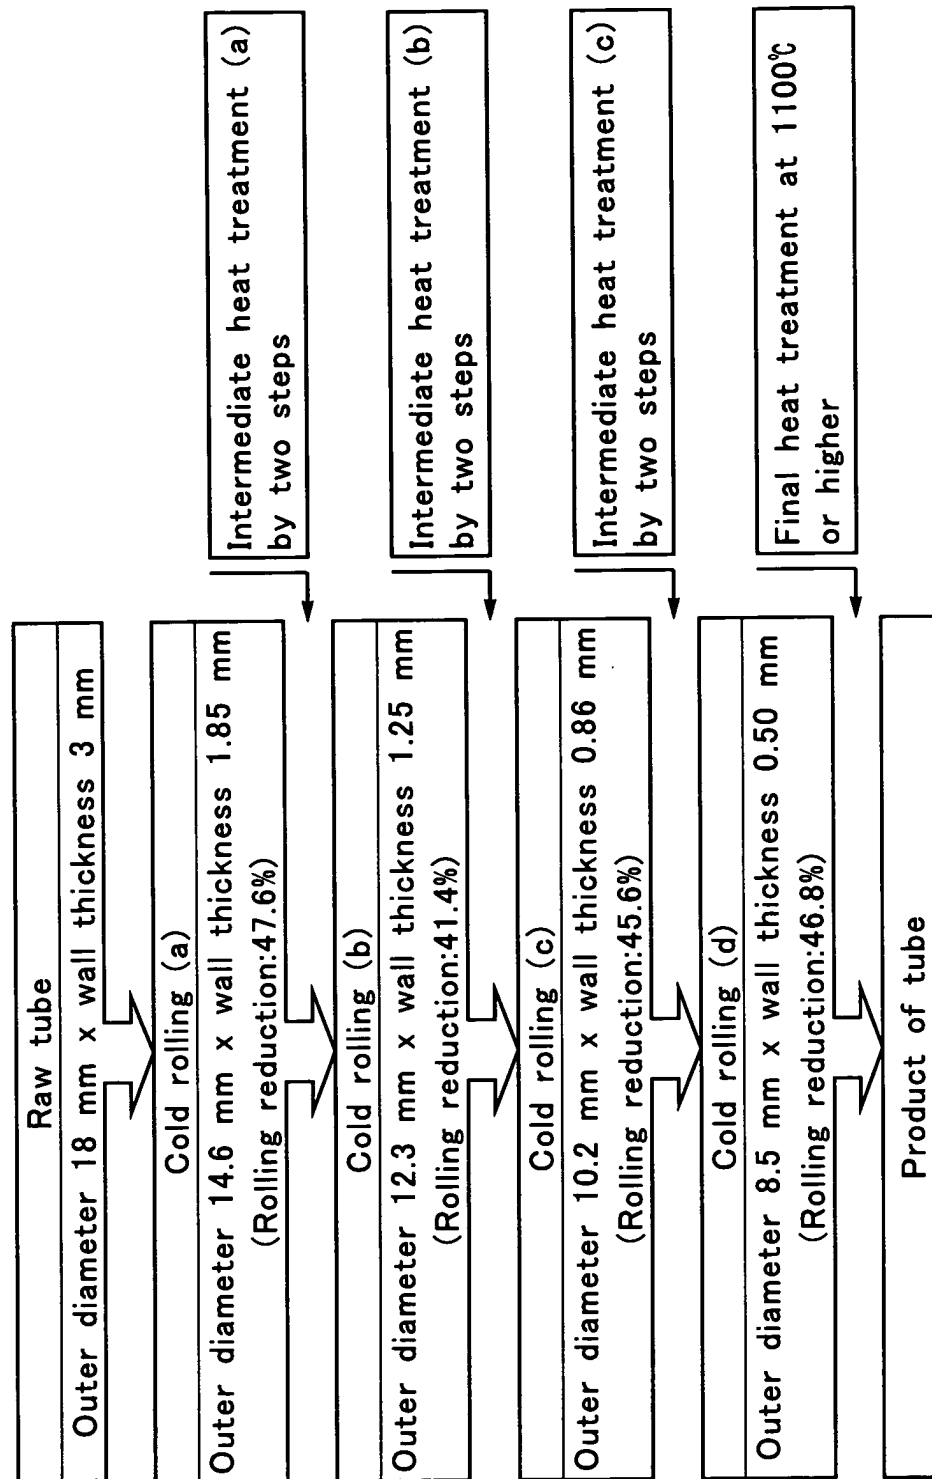 Raw tube
Outer diameter 18 mm x wall thickness 3 mm
Cold rolling (a)
Outer diameter 14.6 mm x wall thickness 1.85 mm
(Rolling reduction:47.6%)
Intermediate heat treatment (a)
by two steps
Cold rolling (b)
Outer diameter 12.3 mm x wall thickness 1.25 mm
(Rolling reduction:41.4%)
Intermediate heat treatment (b)
by two steps
Cold rolling (c)
Outer diameter 10.2 mm x wall thickness 0.86 mm
(Rolling reduction:45.6%)
Intermediate heat treatment (c)
by two steps
Cold rolling (d)
Outer diameter 8.5 mm x wall thickness 0.50 mm
(Rolling reduction:46.8%)
Final heat treatment at 1100℃
or higher
Product of tube